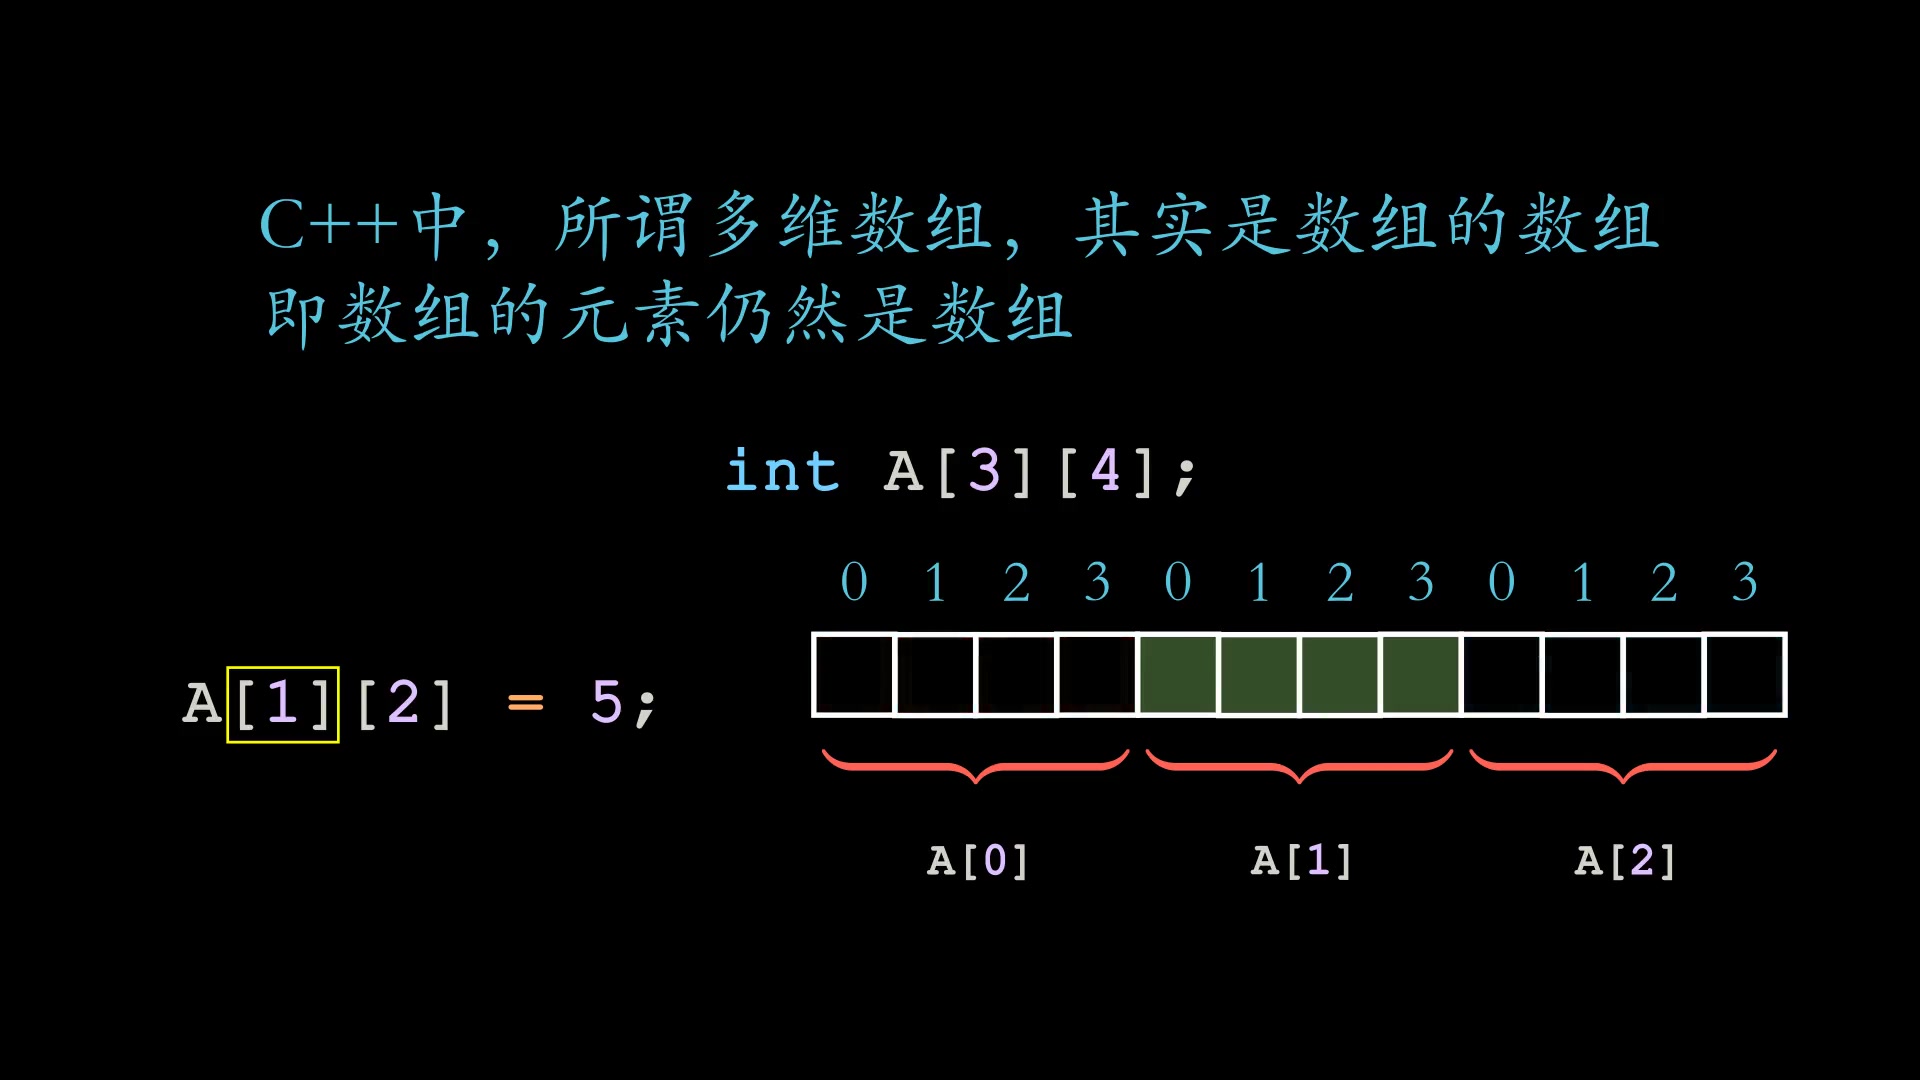 C++中，所谓多维数组，其实是数组的数组
即数组的元素仍然是数组
int A[3][4];
0 1 2 3 0 1 2 3 0 1 2 3
A[1][2] = 5;
A[0] A[1] A[2]